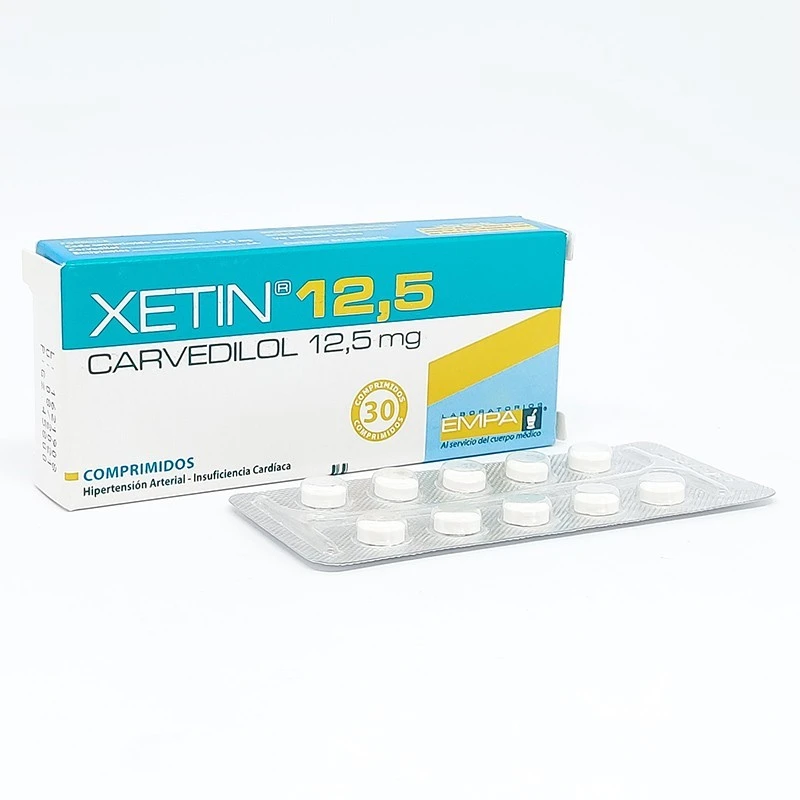 XETIN® 12,5
CARVEDILOL 12,5 mg
COMPRIMIDOS
30
COMPRIMIDOS
LABORATORIOS
EMPA®
Al servicio del cuerpo médico
COMPRIMIDOS
Hipertensión Arterial - Insuficiencia Cardíaca